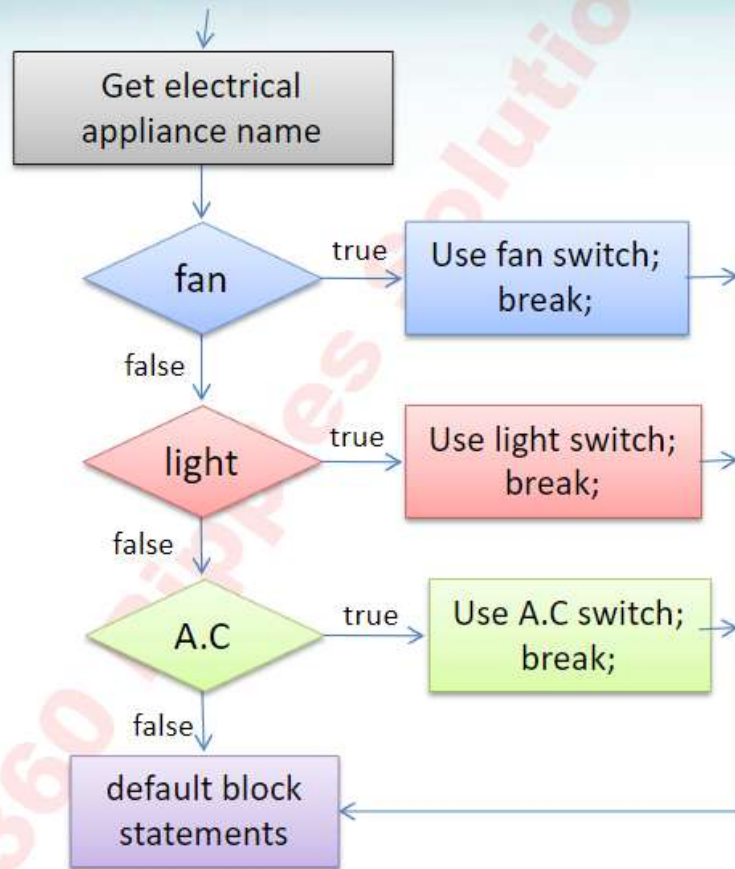 Get electrical
appliance name
fan
true
Use fan switch;
break;
false
light
true
Use light switch;
break;
false
A.C
true
Use A.C switch;
break;
false
default block
statements